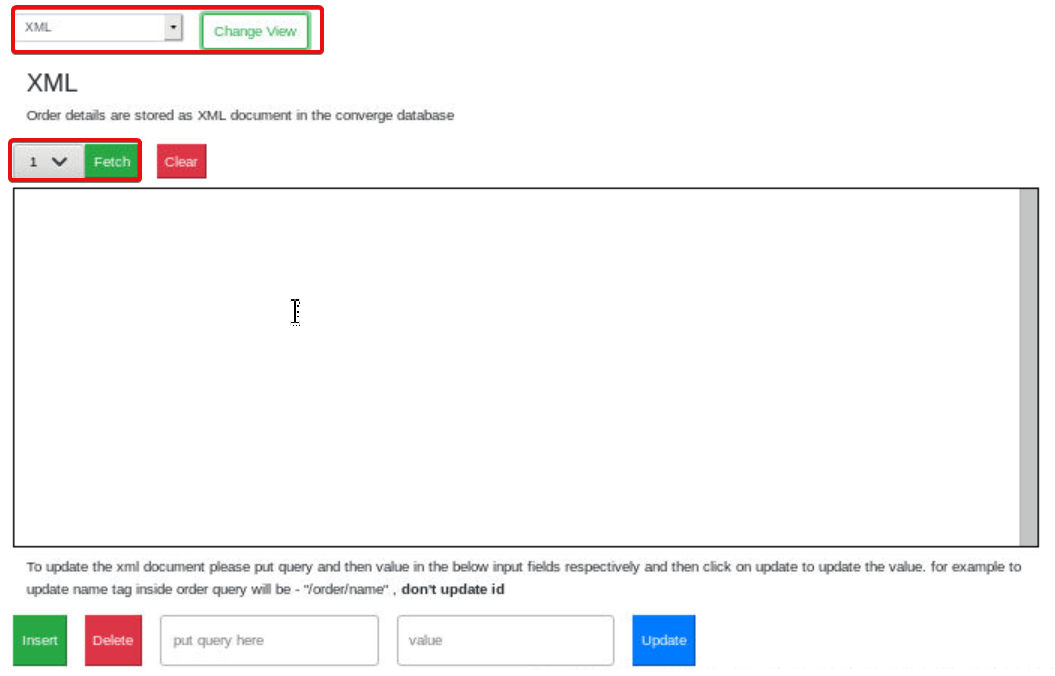 XML
Change View
XML
Order details are stored as XML document in the converge database
1
Fetch
Clear
To update the xml document please put query and then value in the below input fields respectively and then click on update to update the value. for example to
update name tag inside order query will be - "/order/name" , don't update id
Insert
Delete
put query here
value
Update